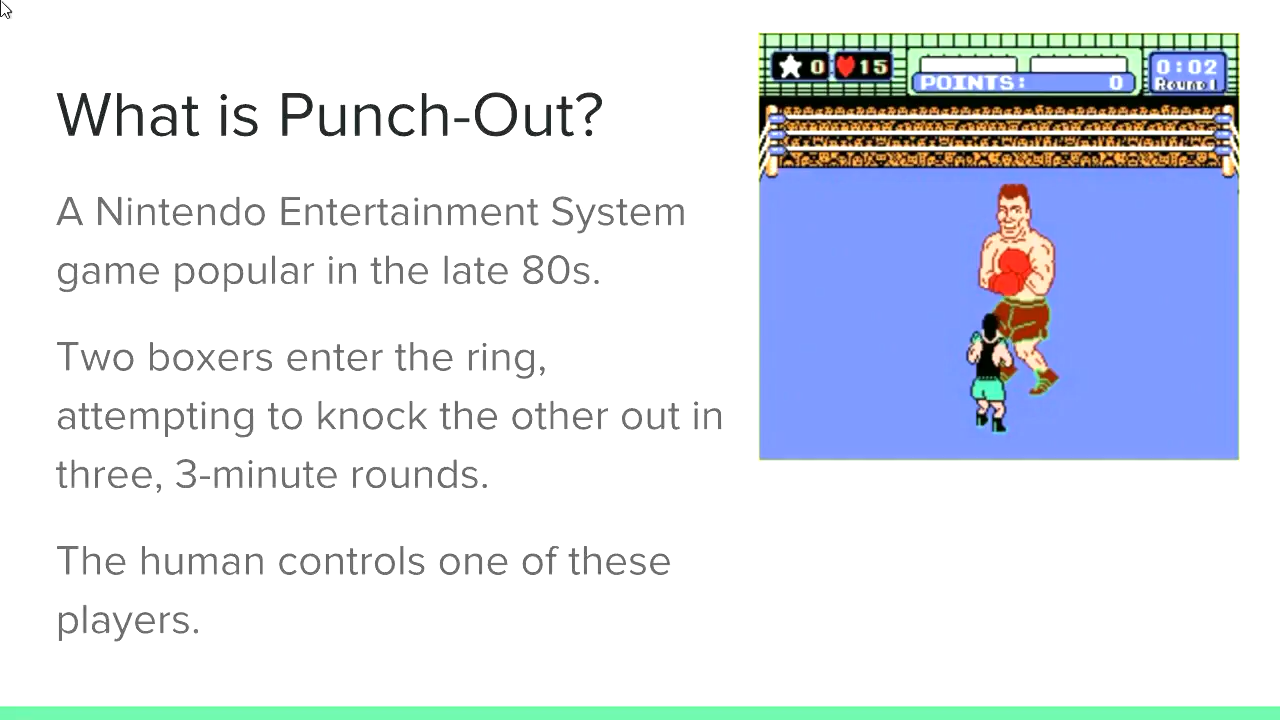 What is Punch-Out?
A Nintendo Entertainment System
game popular in the late 80s.
Two boxers enter the ring,
attempting to knock the other out in
three, 3-minute rounds.
The human controls one of these
players.
0 15
POINTS: 0
0:02
Round 1